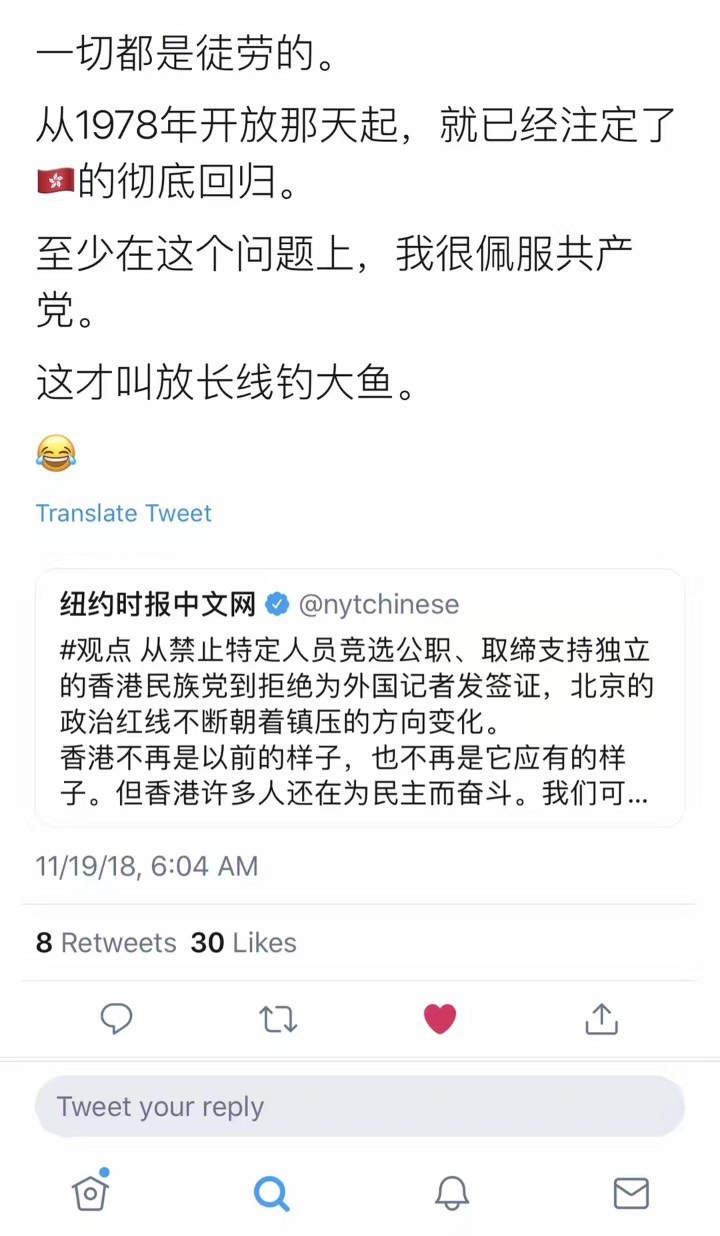 一切都是徒劳的。
从1978年开放那天起，就已经注定了
🇭🇰的彻底回归。
至少在这个问题上，我很佩服共产
党。
这才叫放长线钓大鱼。
😂
Translate Tweet
纽约时报中文网 @nytchinese
#观点 从禁止特定人员竞选公职、取缔支持独立
的香港民族党到拒绝为外国记者发签证，北京的
政治红线不断朝着镇压的方向变化。
香港不再是以前的样子，也不再是它应有的样
子。但香港许多人还在为民主而奋斗。我们可...
11/19/18, 6:04 AM
8 Retweets 30 Likes
Tweet your reply